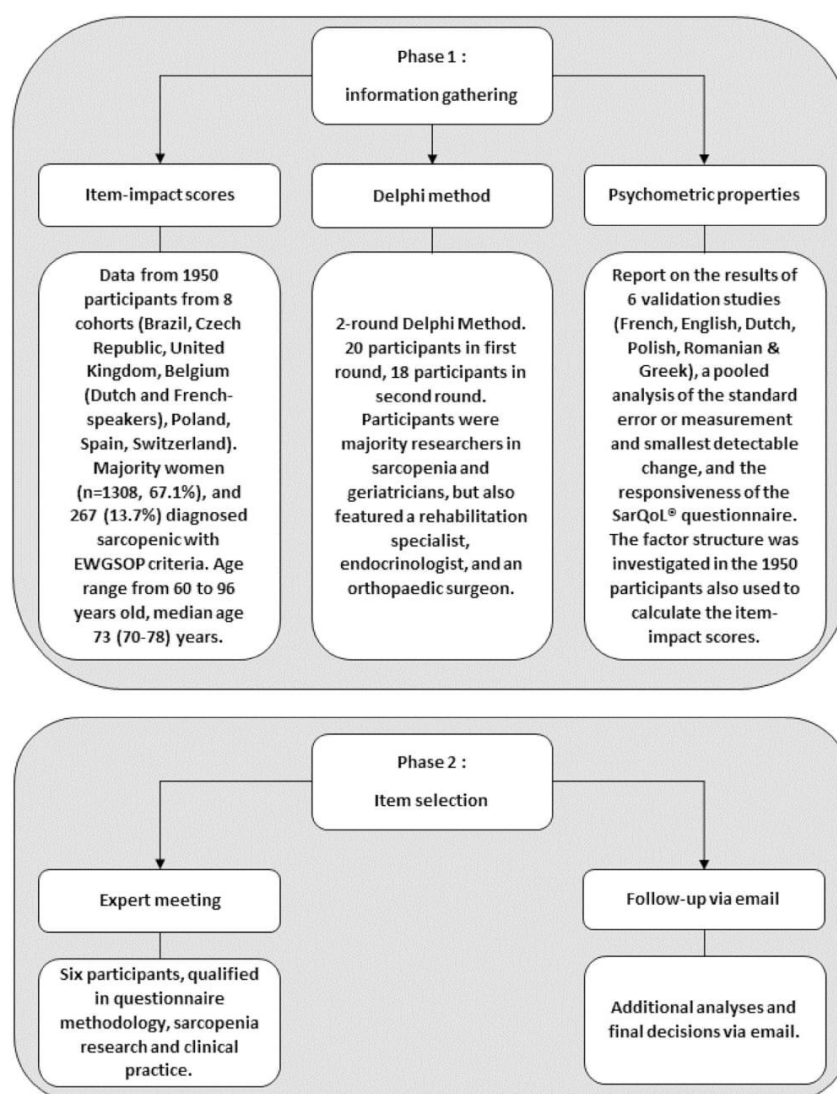 Phase 1 :
information gathering
Item-impact scores
Delphi method
Psychometric properties
Data from 1950
participants from 8
cohorts (Brazil, Czech
Republic, United
Kingdom, Belgium
(Dutch and French-
speakers), Poland,
Spain, Switzerland).
Majority women
(n=1308, 67.1%), and
267 (13.7%) diagnosed
sarcopenic with
EWGSOP criteria. Age
range from 60 to 96
years old, median age
73 (70-78) years.
2-round Delphi Method.
20 participants in first
round, 18 participants in
second round.
Participants were
majority researchers in
sarcopenia and
geriatricians, but also
featured a rehabilitation
specialist,
endocrinologist, and an
orthopaedic surgeon.
Report on the results of
6 validation studies
(French, English, Dutch,
Polish, Romanian &
Greek), a pooled
analysis of the standard
error or measurement
and smallest detectable
change, and the
responsiveness of the
SarQoL® questionnaire.
The factor structure was
investigated in the 1950
participants also used to
calculate the item-
impact scores.
Phase 2 :
Item selection
Expert meeting
Follow-up via email
Six participants, qualified
in questionnaire
methodology, sarcopenia
research and clinical
practice.
Additional analyses and
final decisions via email.